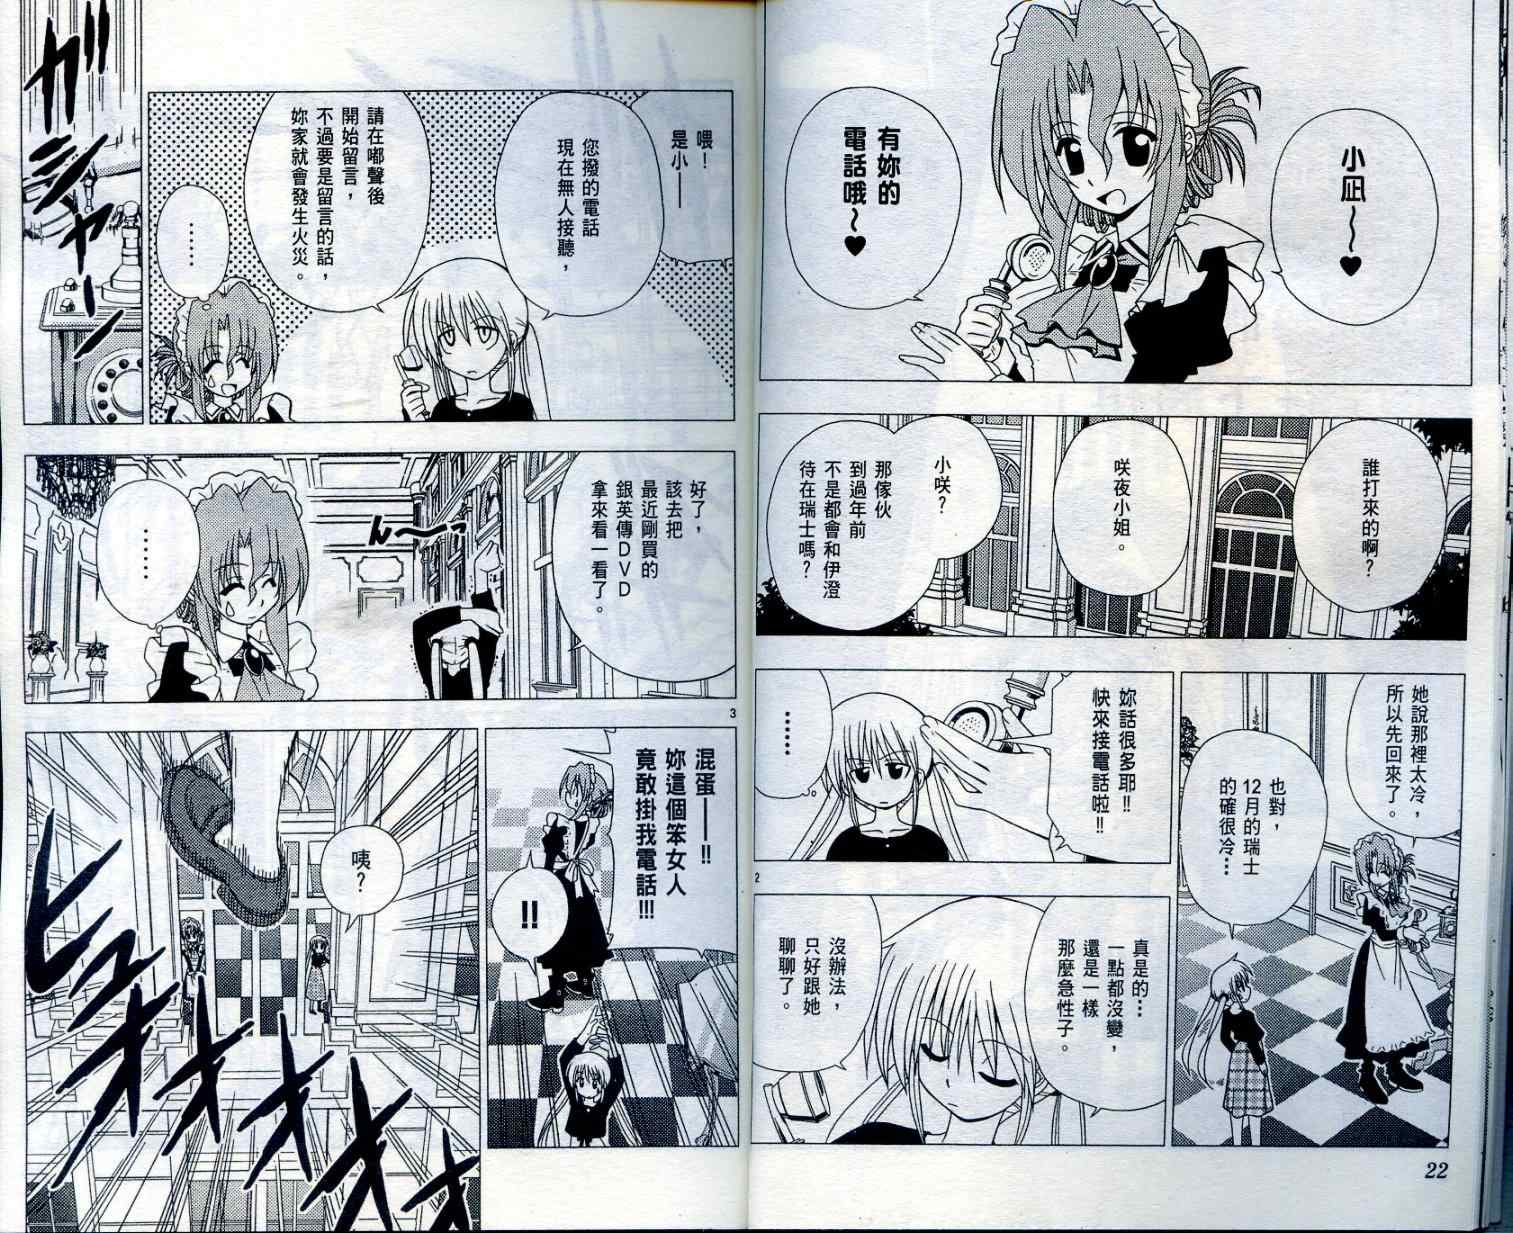 小凪～～♥
有妳的
電話哦～♥
誰打來的啊?
咲夜小姐。
小咲?
那傢伙
到過年前
不是都會和伊澄
待在瑞士嗎?
她說那裡太冷，
所以先回來了。
也對，
12月的瑞士
的確很冷…
妳話很多耶!!
快來接電話啦!!
……
真是的…
一點都沒變，
還是一樣
那麼急性子。
沒辦法，
只好跟她
聊聊了。
2
22
喂!
是小──
您撥的電話
現在無人接聽，
請在嘟聲後
開始留言，
不過要是留言的話，
妳家就會發生火災。
……
ガシャッ
好了，
該去把
最近剛買的
銀英傳DVD
拿來看一看了。
ん～～っ
……
3
混蛋──!!
妳這個笨女人
竟敢掛我電話!!!
!!
咦?
ヒュオオオオ